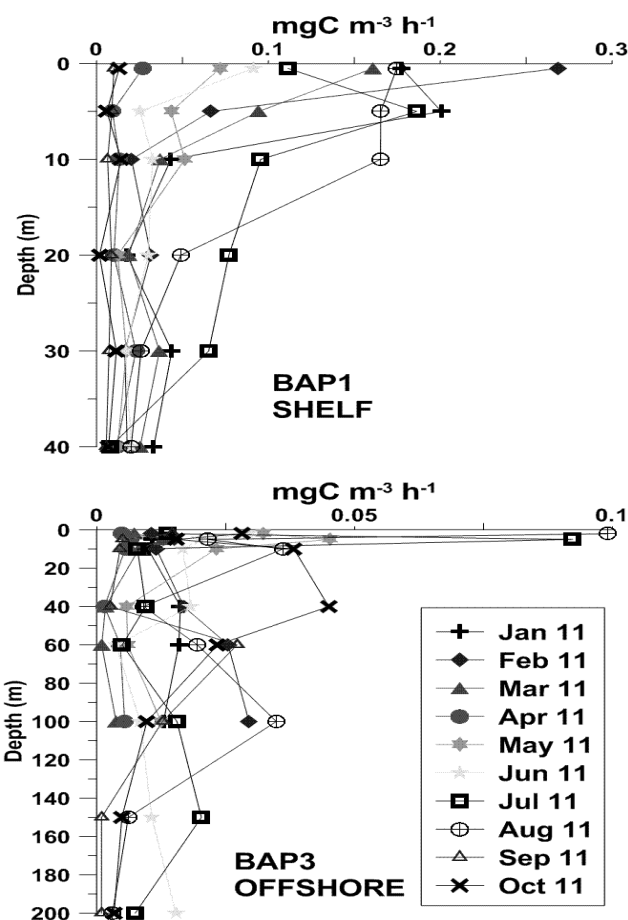 mgC m-3 h-1
0 0.1 0.2 0.3
0
10
20
30
40
Depth (m)
BAP1
SHELF
mgC m-3 h-1
0 0.05 0.1
0
20
40
60
80
100
120
140
160
180
200
Depth (m)
BAP3
OFFSHORE
Jan 11
Feb 11
Mar 11
Apr 11
May 11
Jun 11
Jul 11
Aug 11
Sep 11
Oct 11